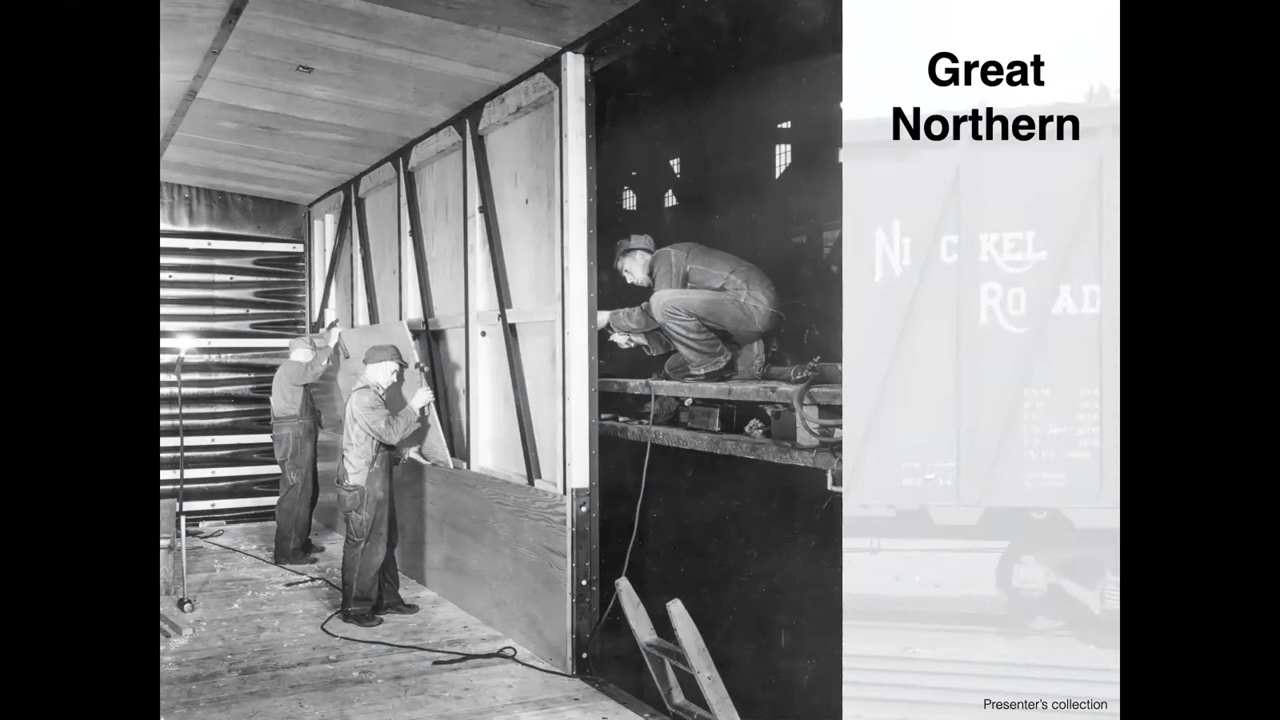 Great
Northern
NICKEL
ROAD
Presenter's collection